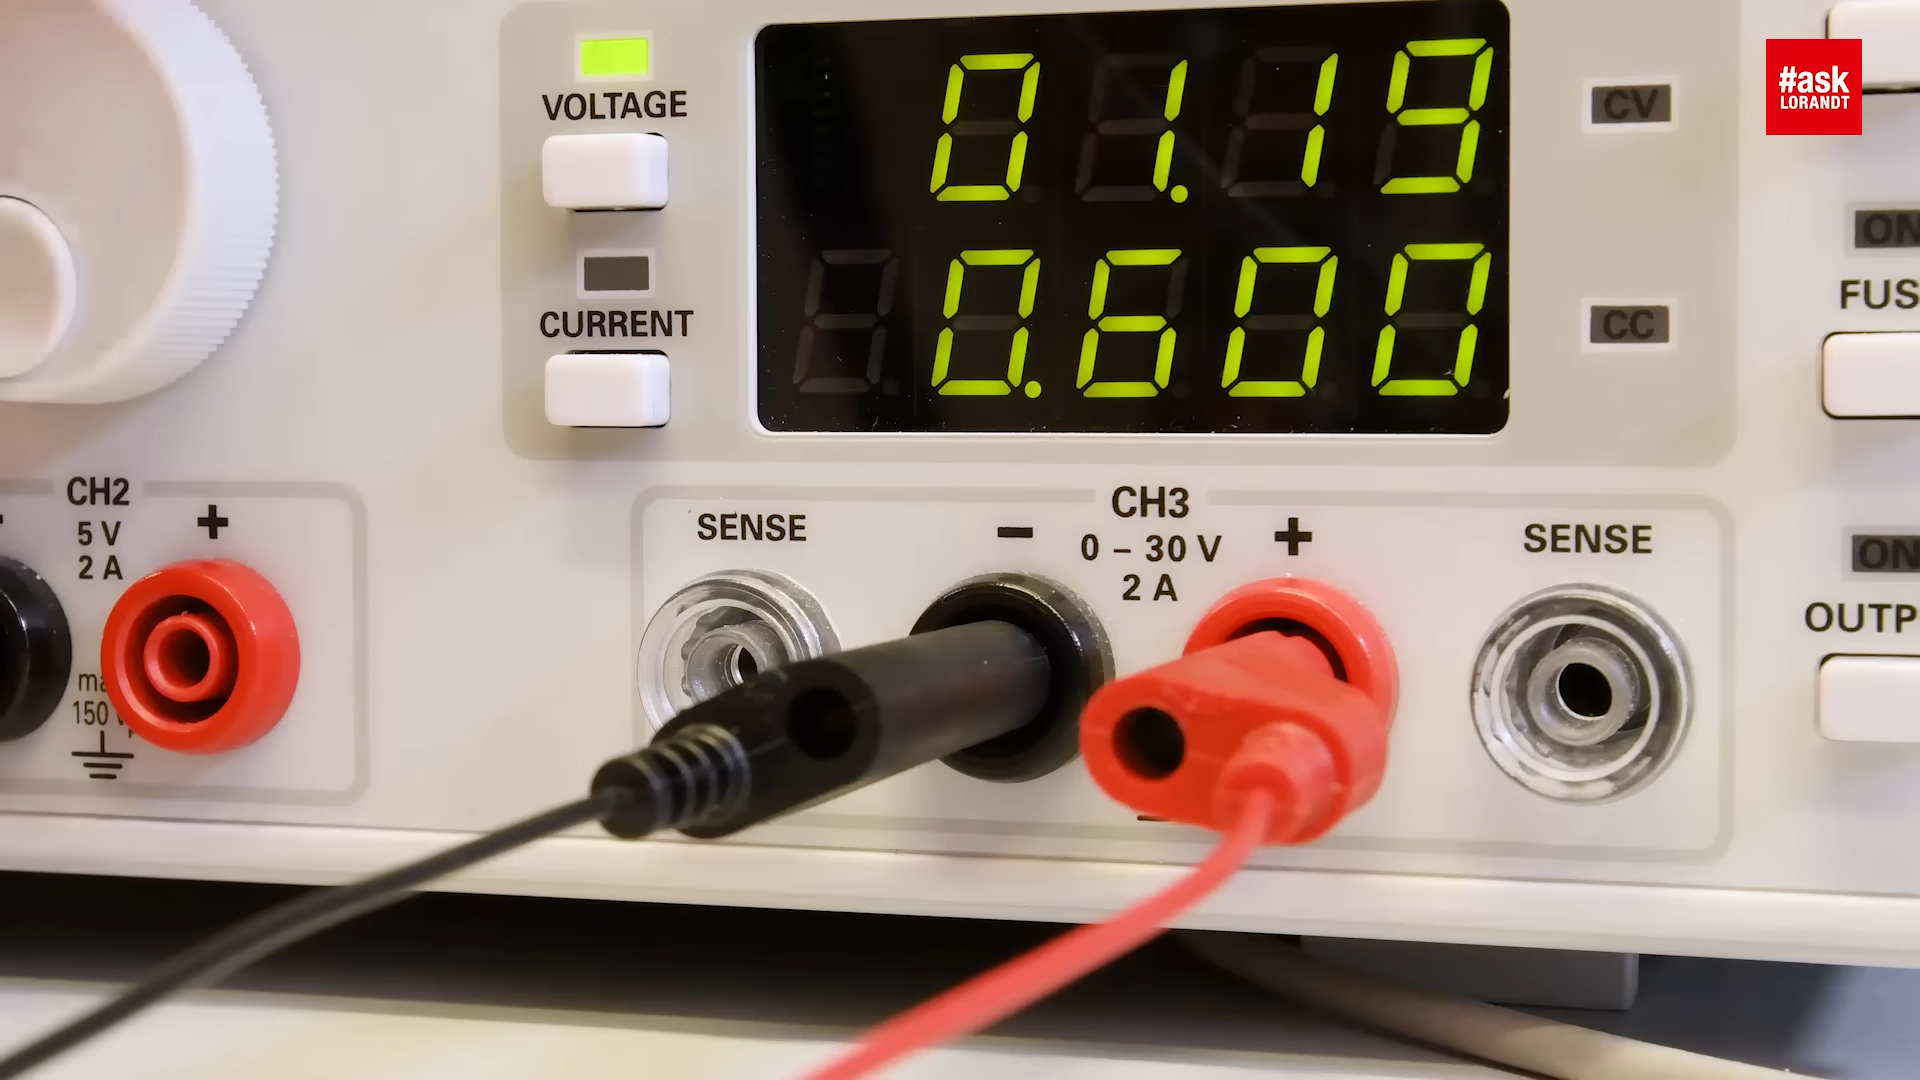 #ask
LORANDT
VOLTAGE
01.19
CV
ON
CURRENT
0.600
CC
FUS
CH2
5 V
2 A
+
CH3
0 – 30 V
2 A
SENSE
−
+
SENSE
ON
OUTP
ma
150 V